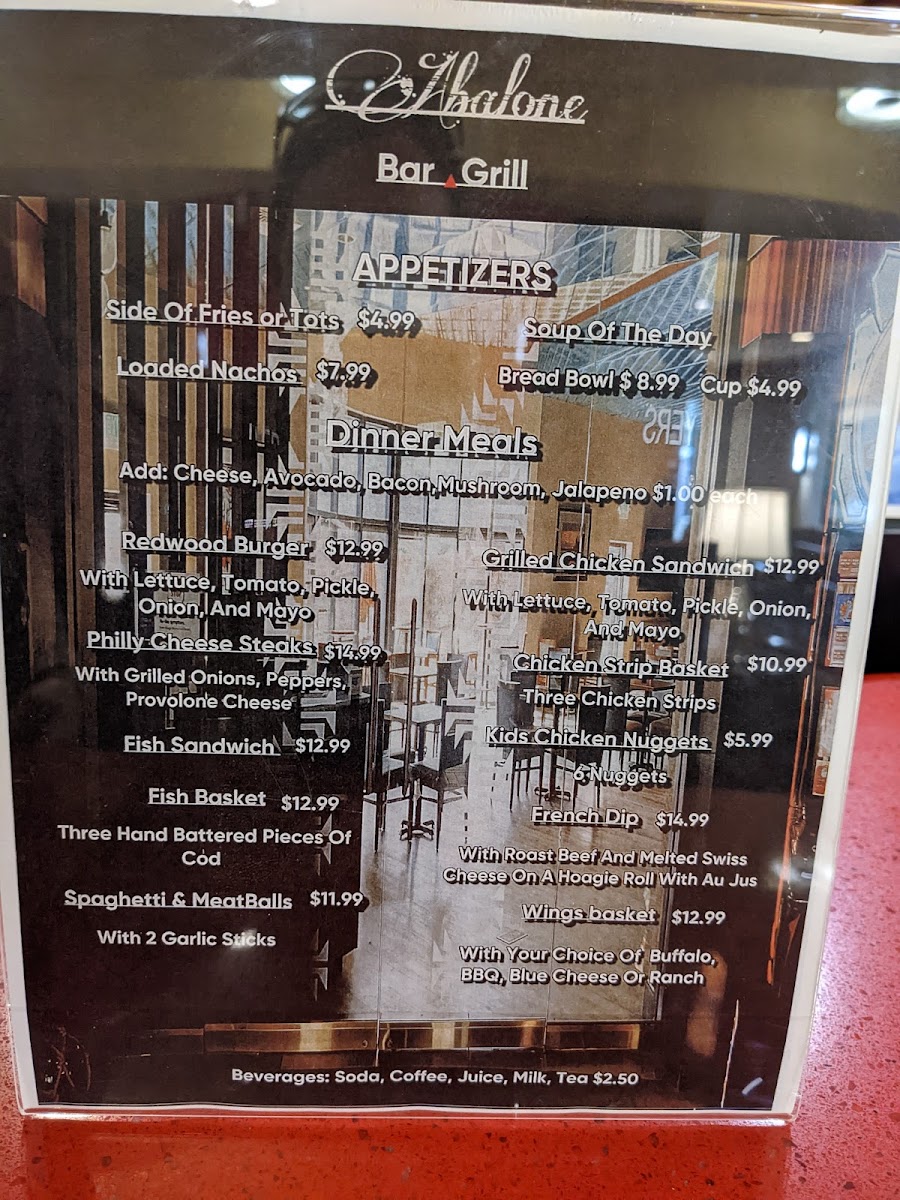 Abalone
Bar Grill
APPETIZERS
Side Of Fries or Tots $4.99
Loaded Nachos $7.99
Soup Of The Day
Bread Bowl $ 8.99 Cup $4.99
Dinner Meals
Add: Cheese, Avocado, Bacon,Mushroom, Jalapeno $1.00 each
Redwood Burger $12.99
With Lettuce, Tomato, Pickle,
Onion, And Mayo
Philly Cheese Steaks $14.99
With Grilled Onions, Peppers,
Provolone Cheese
Fish Sandwich $12.99
Fish Basket $12.99
Three Hand Battered Pieces Of
Cod
Spaghetti & MeatBalls $11.99
With 2 Garlic Sticks
Grilled Chicken Sandwich $12.99
With Lettuce, Tomato, Pickle, Onion,
And Mayo
Chicken Strip Basket $10.99
Three Chicken Strips
Kids Chicken Nuggets $5.99
6 Nuggets
French Dip $14.99
With Roast Beef And Melted Swiss
Cheese On A Hoagie Roll With Au Jus
Wings basket $12.99
With Your Choice Of Buffalo,
BBQ, Blue Cheese Or Ranch
Beverages: Soda, Coffee, Juice, Milk, Tea $2.50